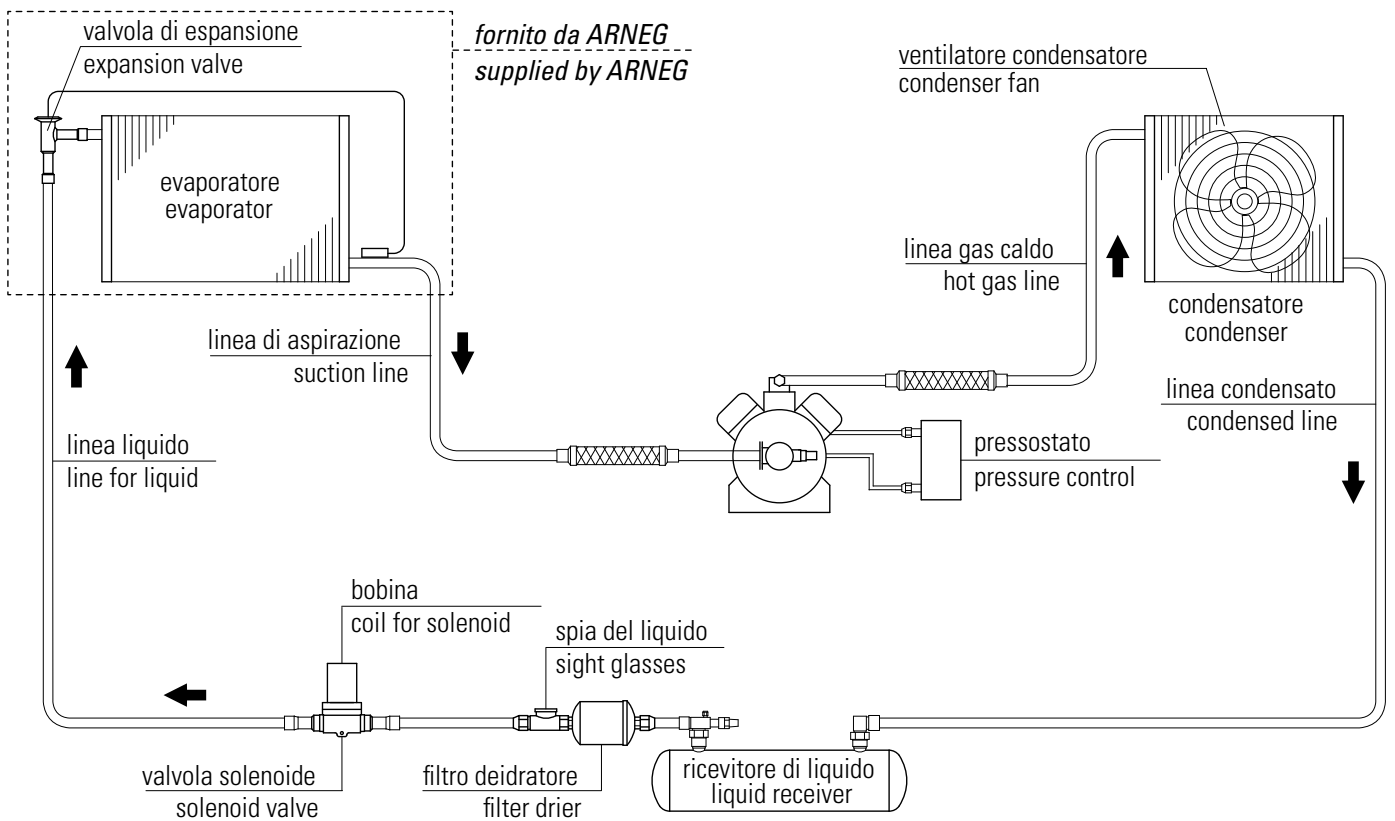 valvola di espansione
expansion valve
fornito da ARNEG
supplied by ARNEG
ventilatore condensatore
condenser fan
evaporatore
evaporator
linea gas caldo
hot gas line
condensatore
condenser
linea di aspirazione
suction line
linea condensato
condensed line
linea liquido
line for liquid
pressostato
pressure control
bobina
coil for solenoid
spia del liquido
sight glasses
valvola solenoide
solenoid valve
filtro deidratore
filter drier
ricevitore di liquido
liquid receiver